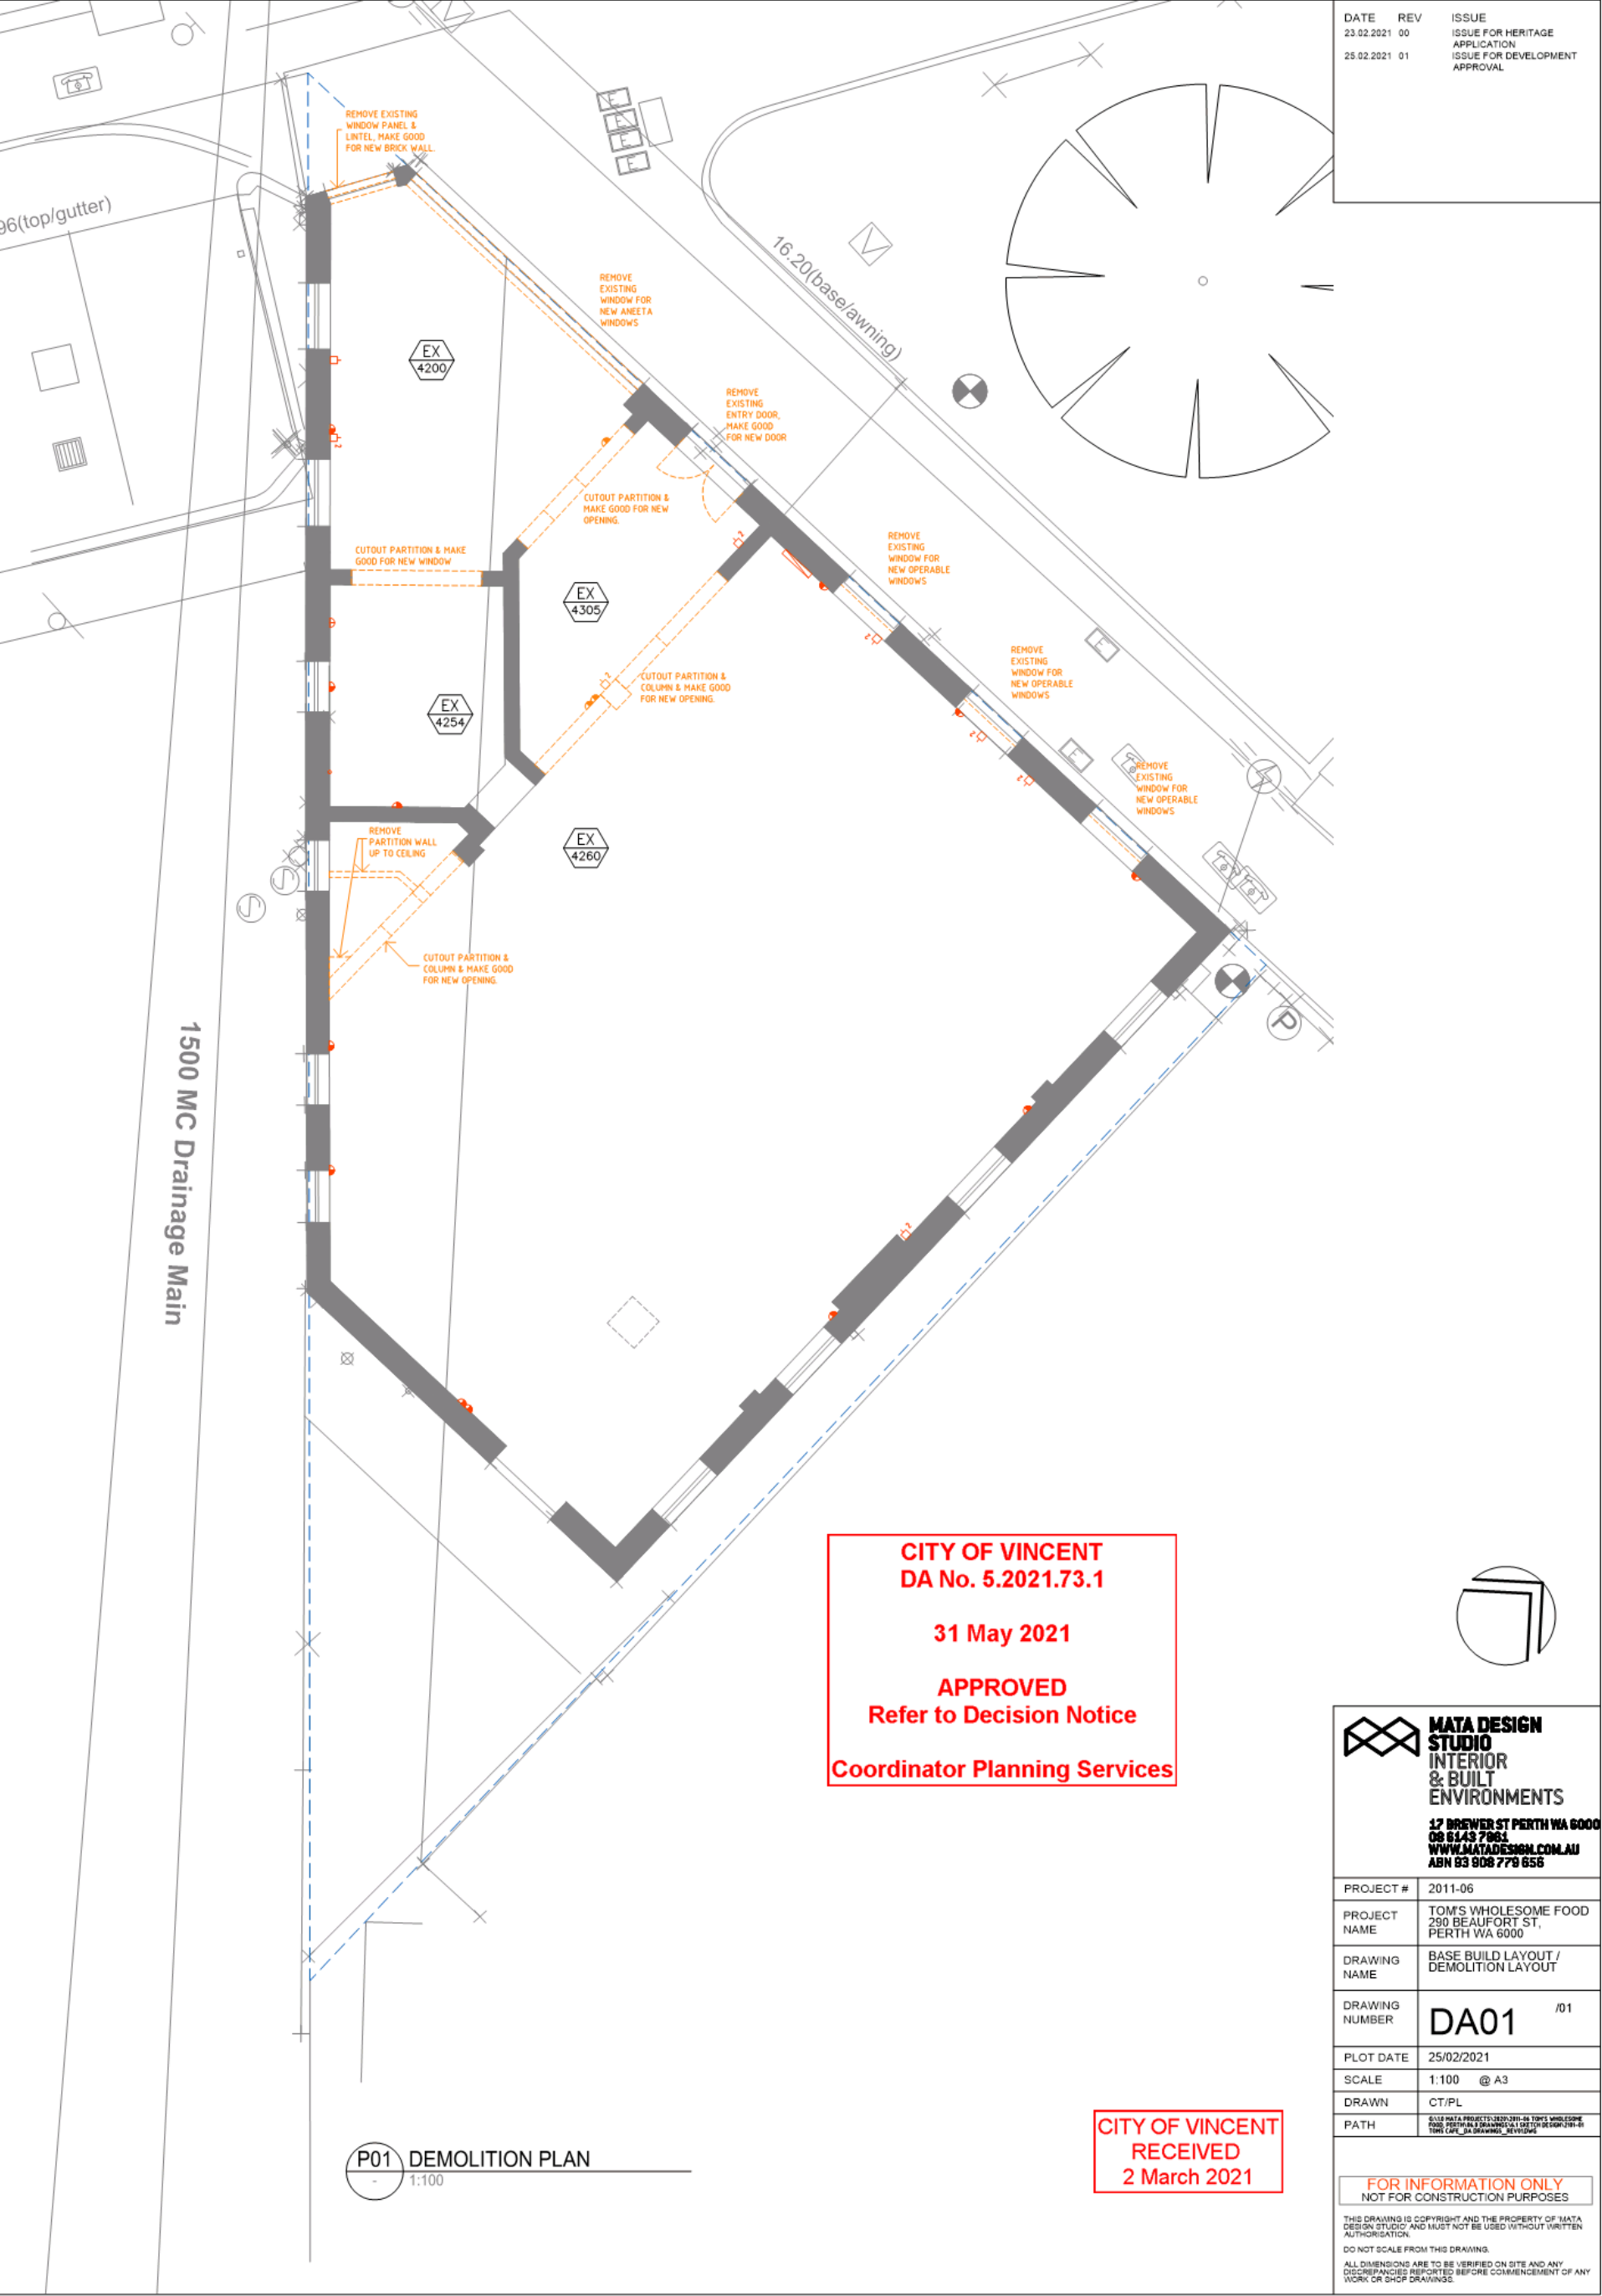 DATE REV ISSUE
23.02.2021 00 ISSUE FOR HERITAGE
APPLICATION
25.02.2021 01 ISSUE FOR DEVELOPMENT
APPROVAL
REMOVE EXISTING
WINDOW PANEL &
LINTEL, MAKE GOOD
FOR NEW BRICK WALL.
96(top/gutter)
E
E
E
E
V
V
16.20(base/awning)
REMOVE
EXISTING
WINDOW FOR
NEW ANEETA
WINDOWS
EX
4200
REMOVE
EXISTING
ENTRY DOOR,
MAKE GOOD
FOR NEW DOOR
2
CUTOUT PARTITION &
MAKE GOOD FOR NEW
OPENING.
CUTOUT PARTITION & MAKE
GOOD FOR NEW WINDOW
2
REMOVE
EXISTING
WINDOW FOR
NEW OPERABLE
WINDOWS
EX
4305
2
E
REMOVE
EXISTING
WINDOW FOR
NEW OPERABLE
WINDOWS
2
CUTOUT PARTITION &
COLUMN & MAKE GOOD
FOR NEW OPENING.
EX
4254
2
E
2
REMOVE
EXISTING
WINDOW FOR
NEW OPERABLE
WINDOWS
REMOVE
PARTITION WALL
UP TO CEILING
EX
4260
S
S
CUTOUT PARTITION &
COLUMN & MAKE GOOD
FOR NEW OPENING.
P
1500 MC Drainage Main
2
CITY OF VINCENT
DA No. 5.2021.73.1
31 May 2021
APPROVED
Refer to Decision Notice
Coordinator Planning Services
MATA DESIGN
STUDIO
INTERIOR
& BUILT
ENVIRONMENTS
17 BREWER ST PERTH WA 6000
08 6143 7861
WWW.MATADESIGN.COM.AU
ABN 93 908 779 656
PROJECT # 2011-06
PROJECT
NAME
TOM'S WHOLESOME FOOD
290 BEAUFORT ST,
PERTH WA 6000
DRAWING
NAME
BASE BUILD LAYOUT /
DEMOLITION LAYOUT
DRAWING
NUMBER
DA01 /01
PLOT DATE 25/02/2021
SCALE 1:100 @ A3
DRAWN CT/PL
PATH
P01 DEMOLITION PLAN
- 1:100
CITY OF VINCENT
RECEIVED
2 March 2021
FOR INFORMATION ONLY
NOT FOR CONSTRUCTION PURPOSES
THIS DRAWING IS COPYRIGHT AND THE PROPERTY OF 'MATA
DESIGN STUDIO' AND MUST NOT BE USED WITHOUT WRITTEN
AUTHORISATION.
DO NOT SCALE FROM THIS DRAWING.
ALL DIMENSIONS ARE TO BE VERIFIED ON SITE AND ANY
DISCREPANCIES REPORTED BEFORE COMMENCEMENT OF ANY
WORK OR SHOP DRAWINGS.